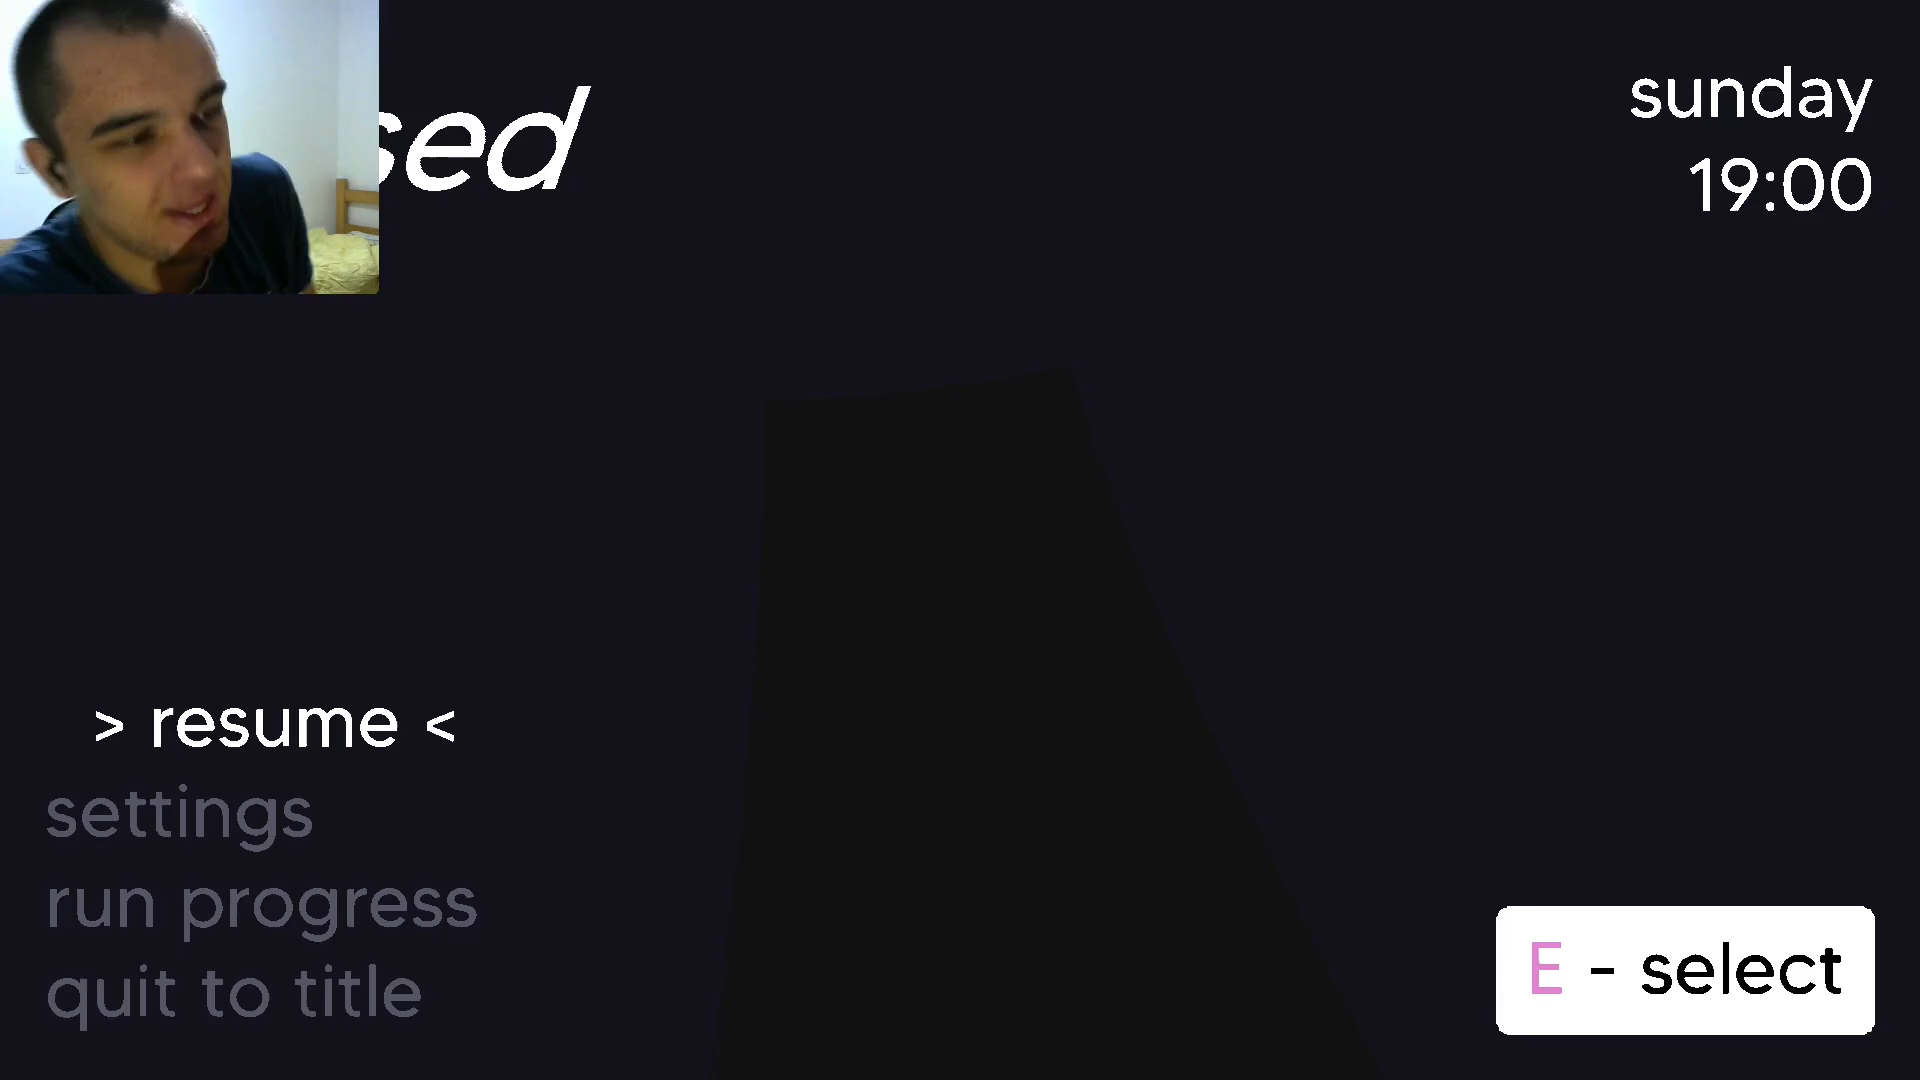 sed
sunday
19:00
> resume <
settings
run progress
quit to title
E - select